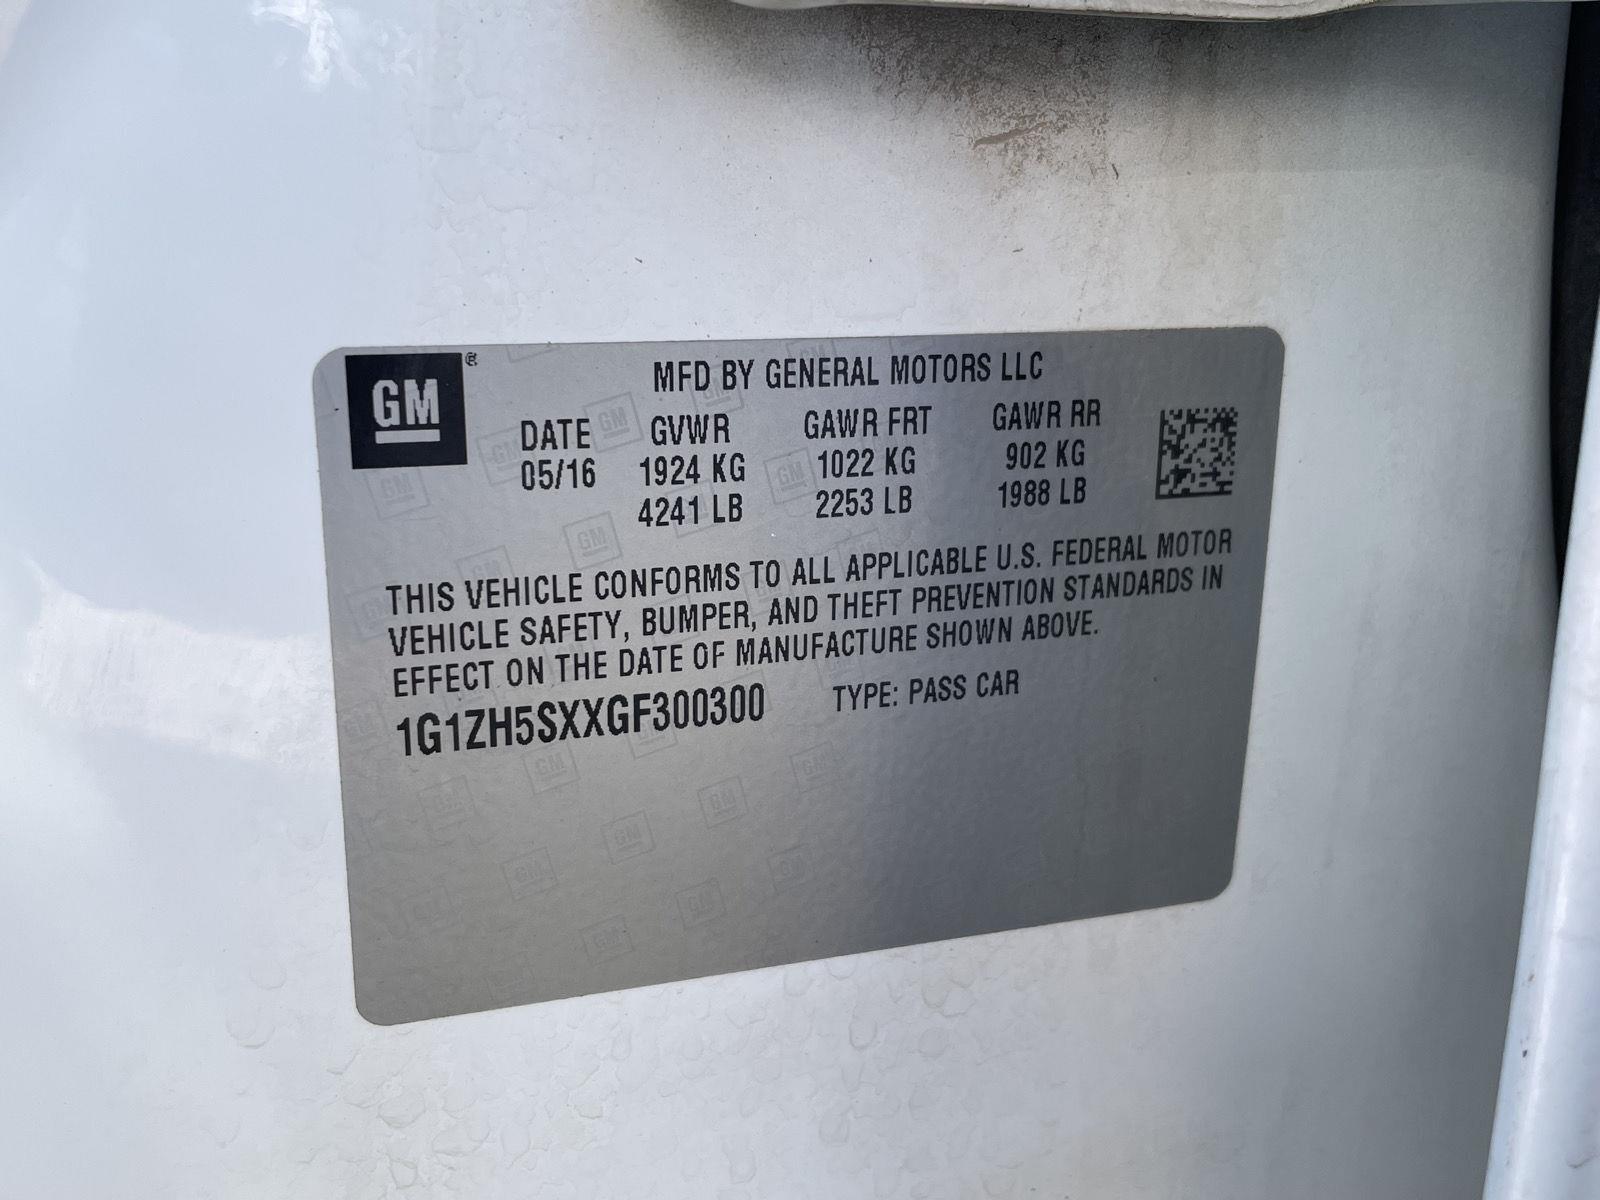 GM ®
MFD BY GENERAL MOTORS LLC
DATE GVWR GAWR FRT GAWR RR
05/16 1924 KG 1022 KG 902 KG
4241 LB 2253 LB 1988 LB
THIS VEHICLE CONFORMS TO ALL APPLICABLE U.S. FEDERAL MOTOR
VEHICLE SAFETY, BUMPER, AND THEFT PREVENTION STANDARDS IN
EFFECT ON THE DATE OF MANUFACTURE SHOWN ABOVE.
1G1ZH5SXXGF300300 TYPE: PASS CAR